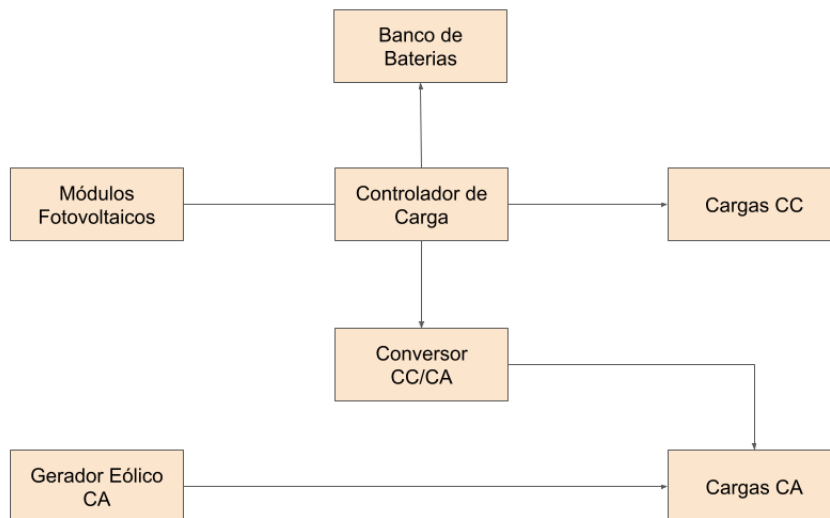 Banco de
Baterias
Módulos
Fotovoltaicos
Controlador de
Carga
Cargas CC
Conversor
CC/CA
Gerador Eólico
CA
Cargas CA